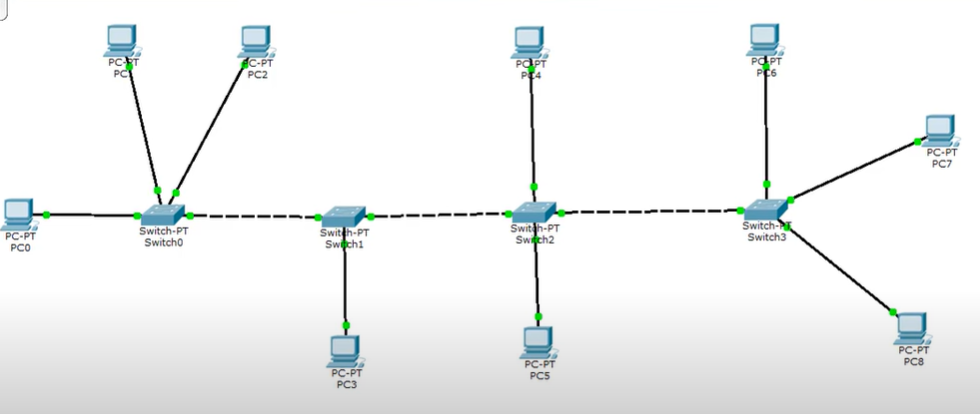 PC-PT
PC
PC-PT
PC2
PC-PT
PC4
PC-PT
PC6
PC-PT
PC7
PC-PT
PC0
Switch-PT
Switch0
Switch-PT
Switch1
Switch-PT
Switch2
Switch-PT
Switch3
PC-PT
PC3
PC-PT
PC5
PC-PT
PC8